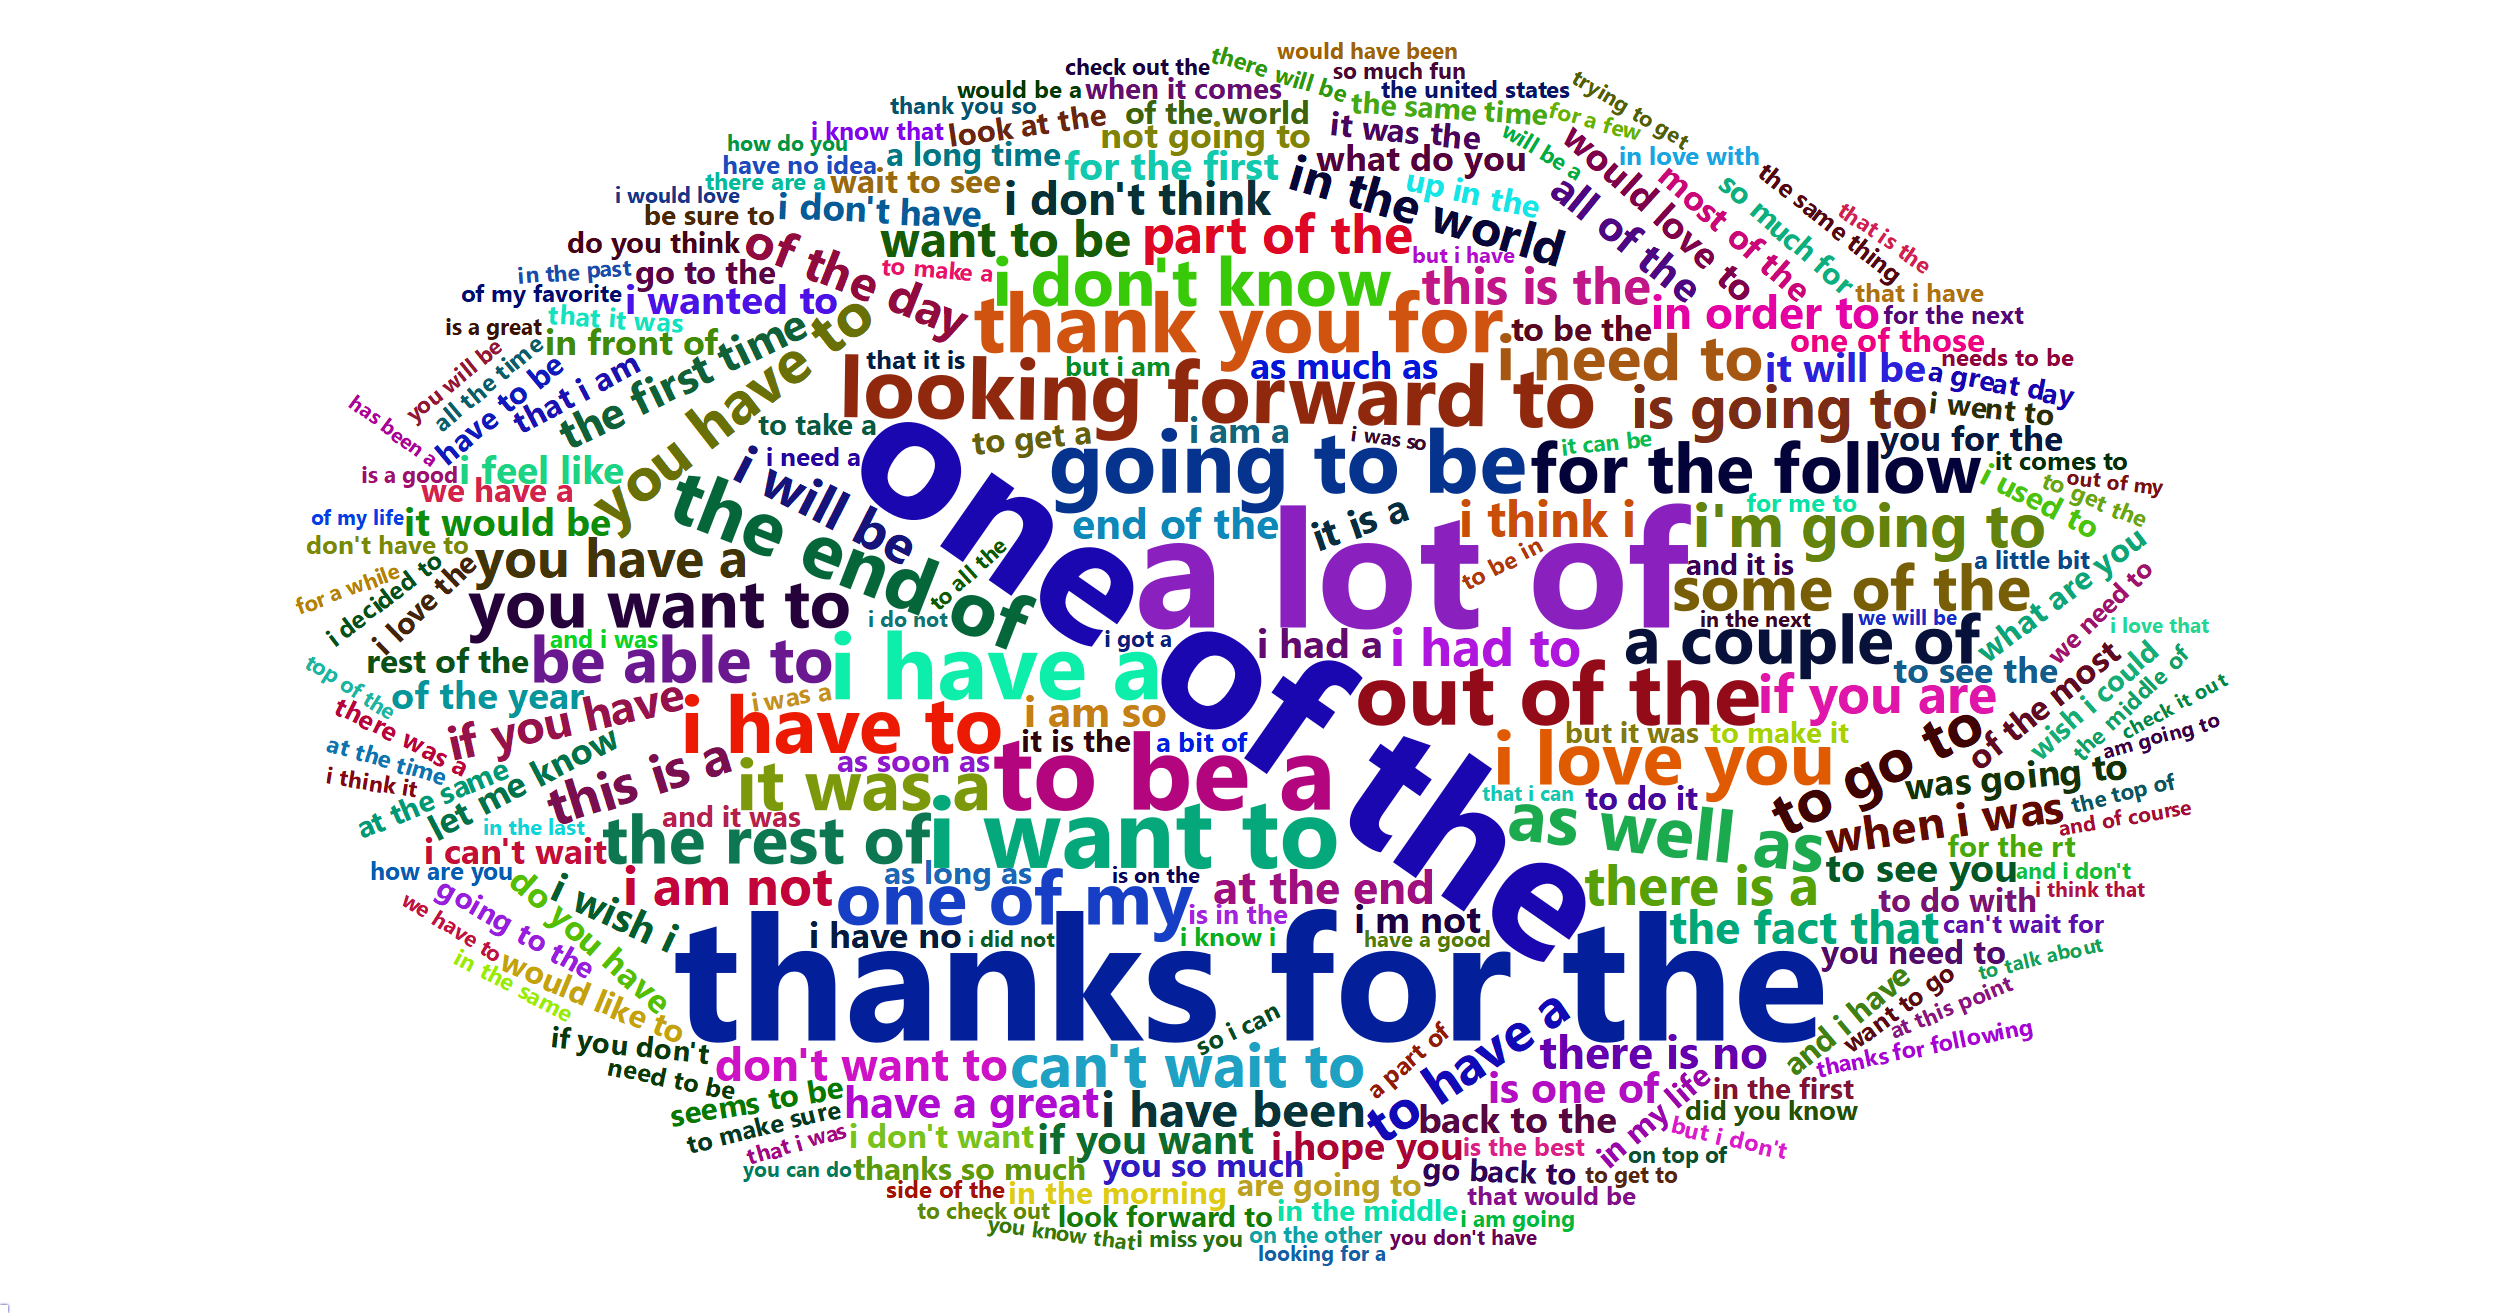 would have been
check out the
there will be
so much fun
would be a
when it comes
the united states
trying to get
thank you so
look at the
of the world
the same time
for a few
i know that
not going to
it was the
how do you
a long time
for the first
what do you
will be a
would love to
in love with
have no idea
there are a
wait to see
i don't think
in the world
up in the
all of the
most of the
so much for
the same thing
i would love
be sure to
i don't have
that is the
do you think
of the day
want to be
part of the
but i have
in the past
go to the
to make a
i don't know
this is the
that i have
of my favorite
i wanted to
thank you for
to be the
in order to
for the next
is a great
that it was
in front of
the first time
you have to
that it is
but i am
as much as
i need to
one of those
it will be
needs to be
you will be
all the time
have to be
that i am
looking forward to
is going to
a great day
i went to
has been a
to take a
to get a
i am a
i was so
it can be
you for the
is a good
i feel like
i need a
i will be
going to be
for the follow
it comes to
we have a
the end of
one of the
i used to
to get the
out of my
of my life
it would be
end of the
it is a
a lot of
i think i
for me to
i'm going to
don't have to
you have a
to all the
to be in
and it is
a little bit
what are you
for a while
i decided to
i love the
you want to
i do not
some of the
in the next
we will be
we need to
i love that
and i was
i got a
i had a
i had to
a couple of
rest of the
be able to
i have a
to see the
top of the
of the year
if you have
i was a
i am so
out of the
if you are
of the most
wish i could
the middle of
check it out
there was a
i have to
it is the
a bit of
but it was
to make it
to go to
am going to
at the time
let me know
this is a
as soon as
it was a
to be a
i love you
was going to
i think it
at the same
that i can
to do it
the top of
in the last
and it was
the rest of
i want to
as well as
when i was
and of course
i can't wait
for the rt
how are you
going to the
do you have
i wish i
i am not
as long as
one of my
is on the
at the end
there is a
to see you
and i don't
i think that
we have to
is in the
i m not
to do with
i have no
i did not
i know i
have a good
the fact that
can't wait for
in the same
would like to
thanks for the
you need to
to talk about
and i have
want to go
at this point
thanks for following
if you don't
so i can
to have a
a part of
need to be
don't want to
can't wait to
there is no
seems to be
have a great
i have been
is one of
in my life
in the first
to make sure
back to the
did you know
that i was
i don't want
if you want
i hope you
is the best
but i don't
you can do
thanks so much
you so much
go back to
to get to
on top of
side of the
in the morning
are going to
that would be
to check out
look forward to
in the middle
i am going
you know that
i miss you
on the other
you don't have
looking for a